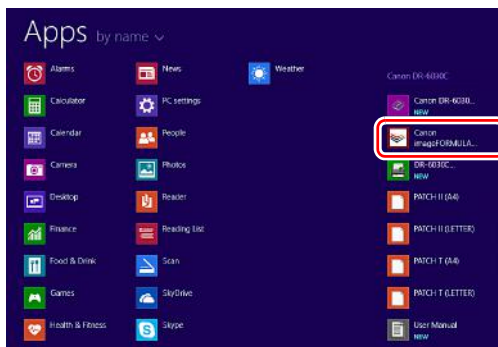 Apps by name
Alarms
Calculator
Calendar
Camera
Desktop
Finance
Food & Drink
Games
Health & Fitness
News
PC settings
People
Photos
Reader
Reading List
Scan
SkyDrive
Skype
Weather
Canon DR-6030C
Canon DR-6030...
NEW
Canon
imageFORMULA...
DR-6030C...
NEW
PATCH II (A4)
PATCH II (LETTER)
PATCH T (A4)
PATCH T (LETTER)
User Manual
NEW